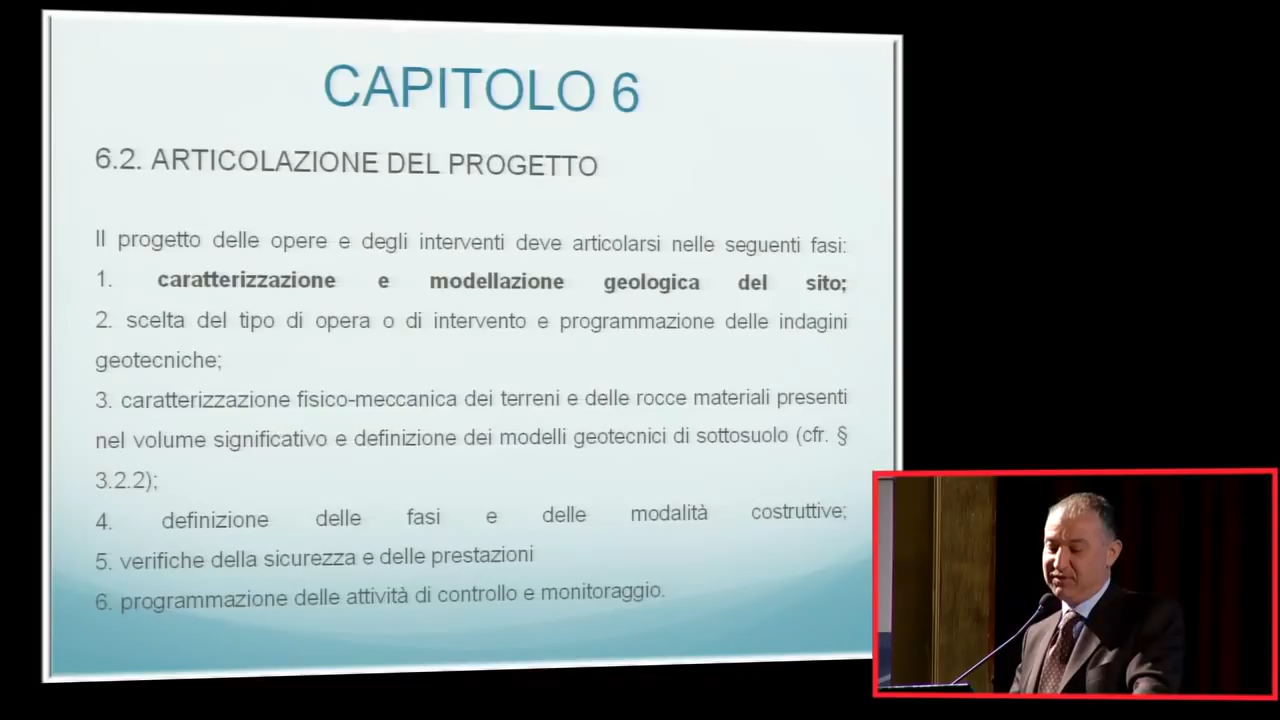 CAPITOLO 6
6.2. ARTICOLAZIONE DEL PROGETTO
Il progetto delle opere e degli interventi deve articolarsi nelle seguenti fasi:
1. caratterizzazione e modellazione geologica del sito;
2. scelta del tipo di opera o di intervento e programmazione delle indagini
geotecniche;
3. caratterizzazione fisico-meccanica dei terreni e delle rocce materiali presenti
nel volume significativo e definizione dei modelli geotecnici di sottosuolo (cfr. §
3.2.2);
4. definizione delle fasi e delle modalità costruttive;
5. verifiche della sicurezza e delle prestazioni
6. programmazione delle attività di controllo e monitoraggio.